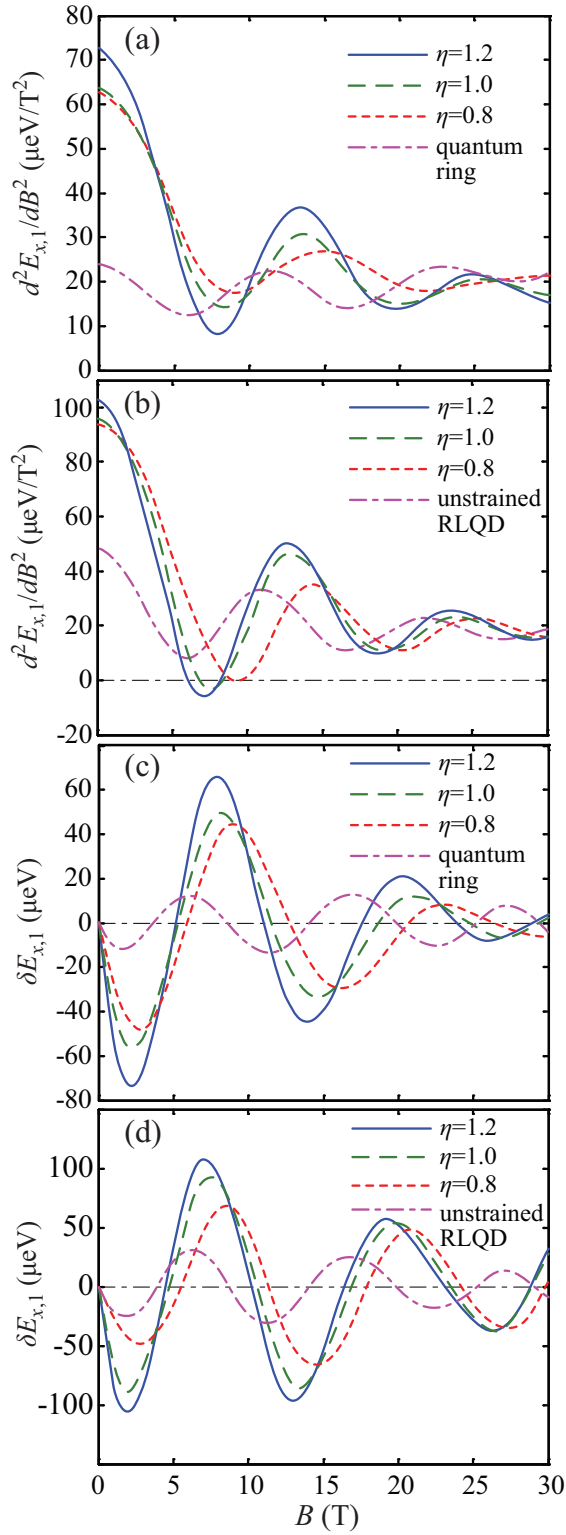 (a)
η=1.2
η=1.0
η=0.8
quantum
ring
d²E_{x,1}/dB² (μeV/T²)
80
70
60
50
40
30
20
10
0
(b)
η=1.2
η=1.0
η=0.8
unstrained
RLQD
d²E_{x,1}/dB² (μeV/T²)
100
80
60
40
20
0
-20
(c)
η=1.2
η=1.0
η=0.8
quantum
ring
δE_{x,1} (μeV)
60
40
20
0
-20
-40
-60
-80
(d)
η=1.2
η=1.0
η=0.8
unstrained
RLQD
δE_{x,1} (μeV)
100
50
0
-50
-100
0 5 10 15 20 25 30
B (T)